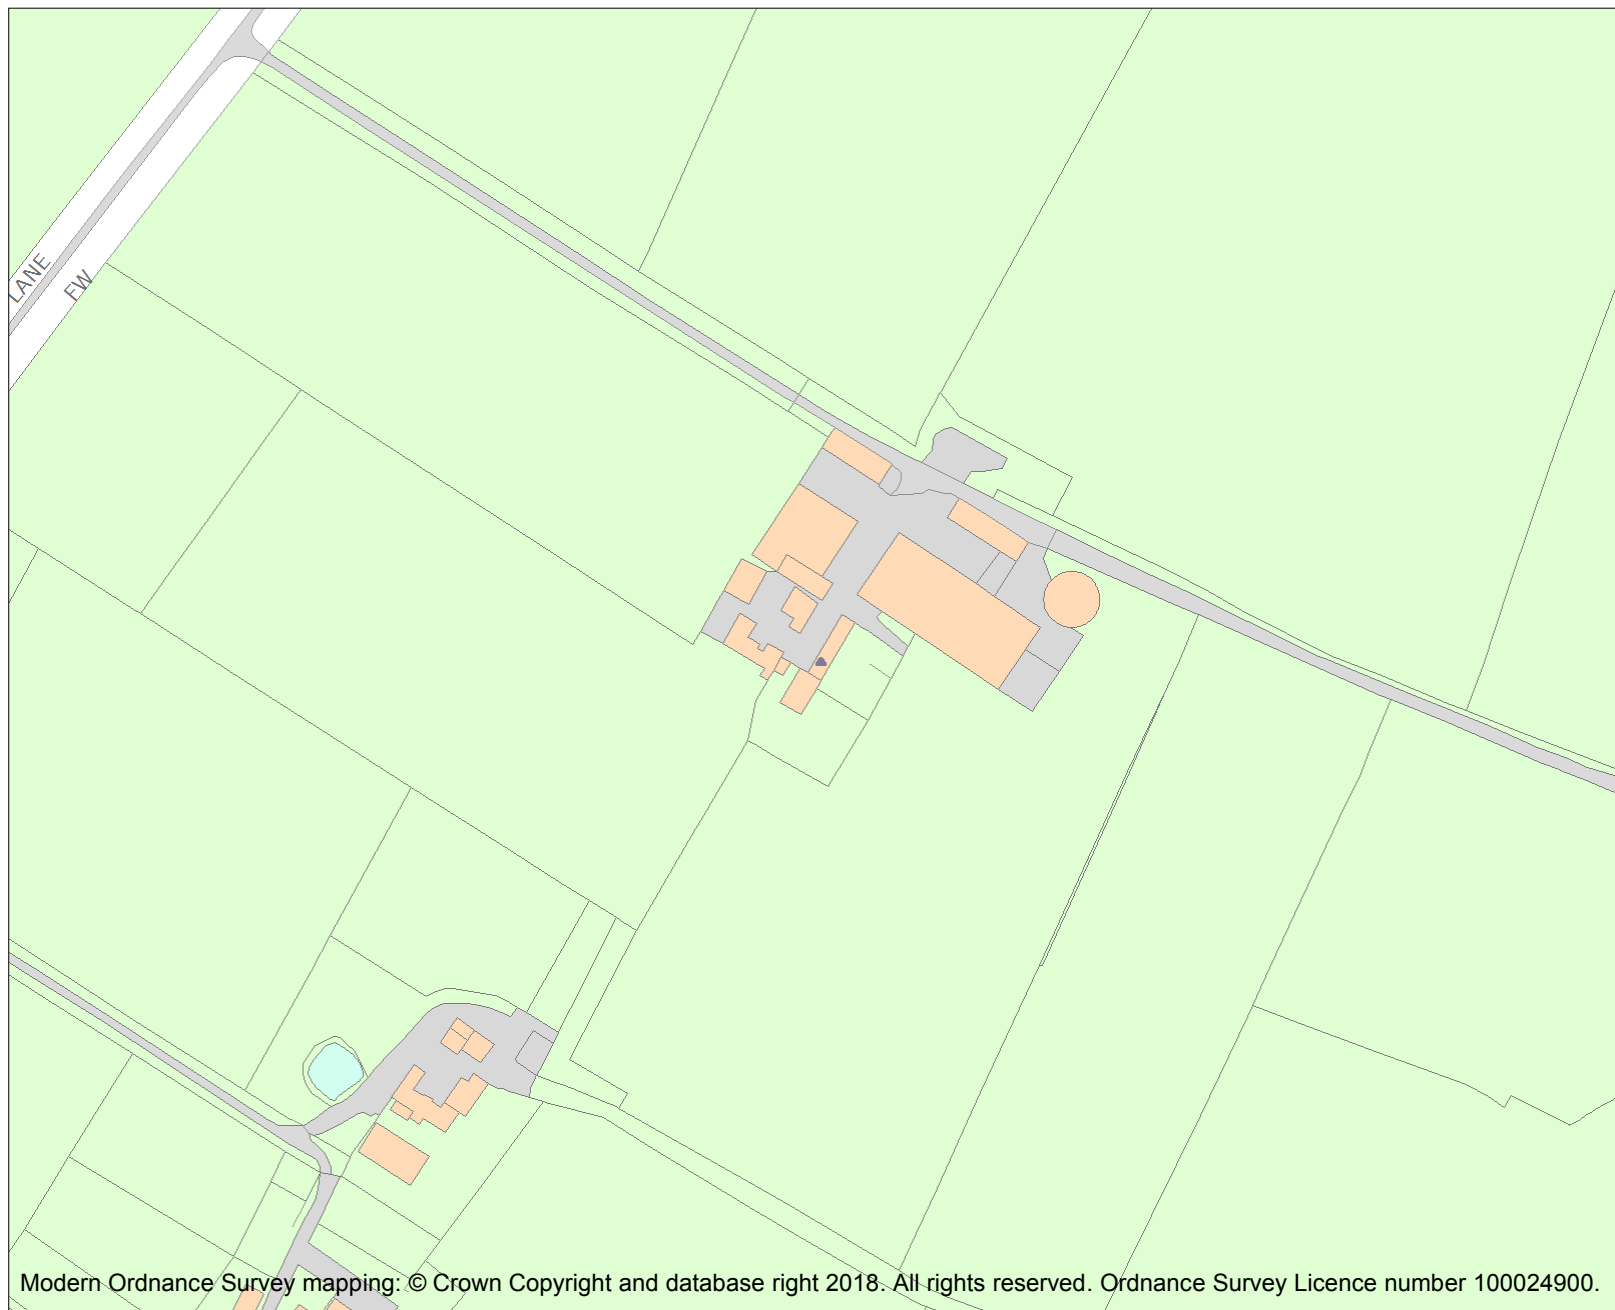 LANE
FW
Modern Ordnance Survey mapping: © Crown Copyright and database right 2018. All rights reserved. Ordnance Survey Licence number 100024900.